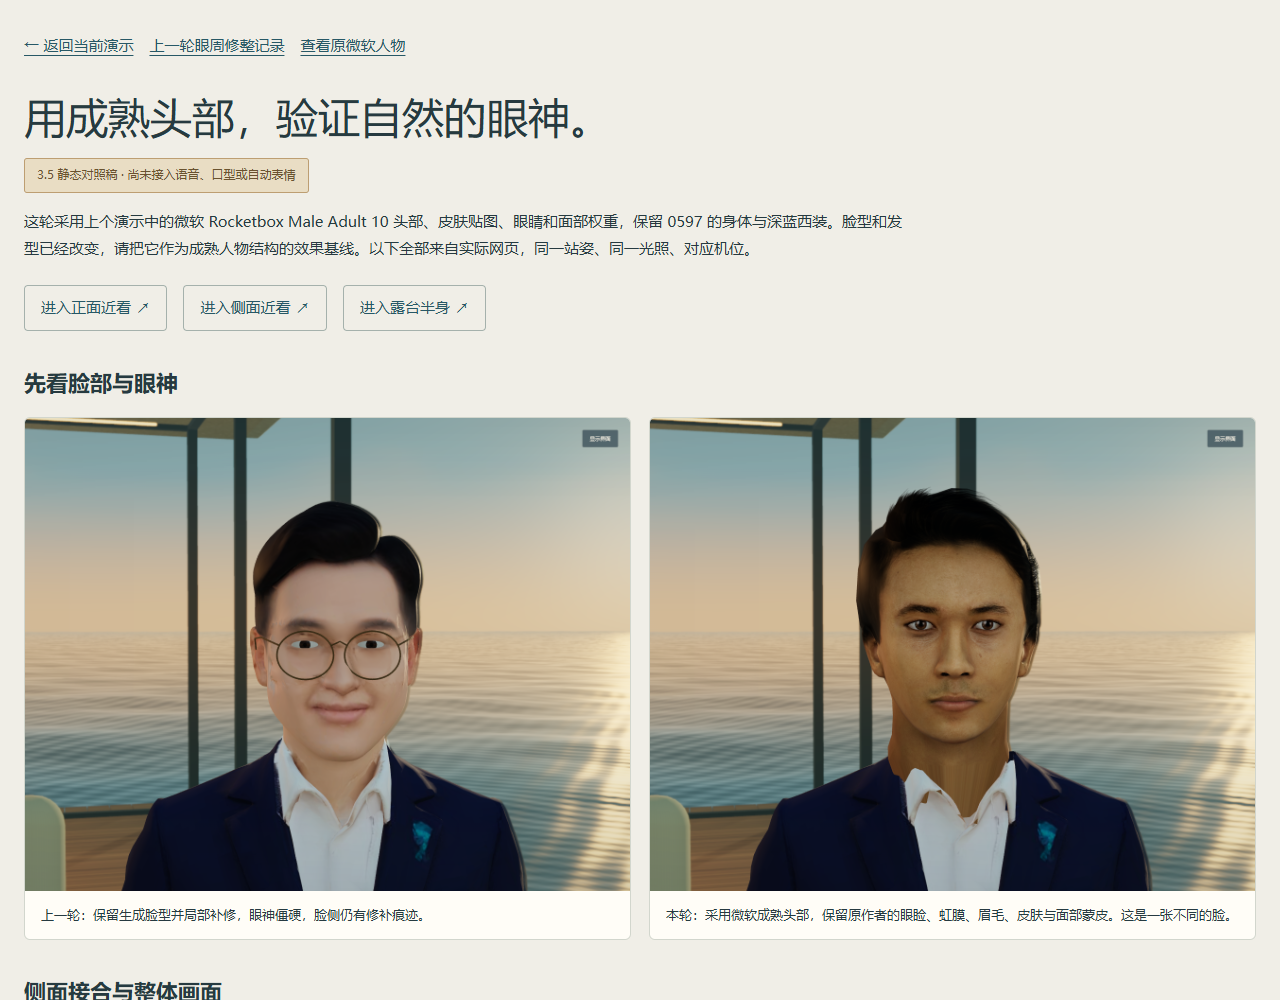 ← 返回当前演示 上一轮眼周修整记录 查看原微软人物
用成熟头部，验证自然的眼神。
3.5 静态对照稿 · 尚未接入语音、口型或自动表情
这轮采用上个演示中的微软 Rocketbox Male Adult 10 头部、皮肤贴图、眼睛和面部权重，保留 0597 的身体与深蓝西装。脸型和发
型已经改变，请把它作为成熟人物结构的效果基线。以下全部来自实际网页，同一站姿、同一光照、对应机位。
进入正面近看 ↗ 进入侧面近看 ↗ 进入露台半身 ↗
先看脸部与眼神
显示界面
显示界面
上一轮：保留生成脸型并局部补修，眼神僵硬，脸侧仍有修补痕迹。
本轮：采用微软成熟头部，保留原作者的眼睑、虹膜、眉毛、皮肤与面部蒙皮。这是一张不同的脸。
侧面接合与整体画面